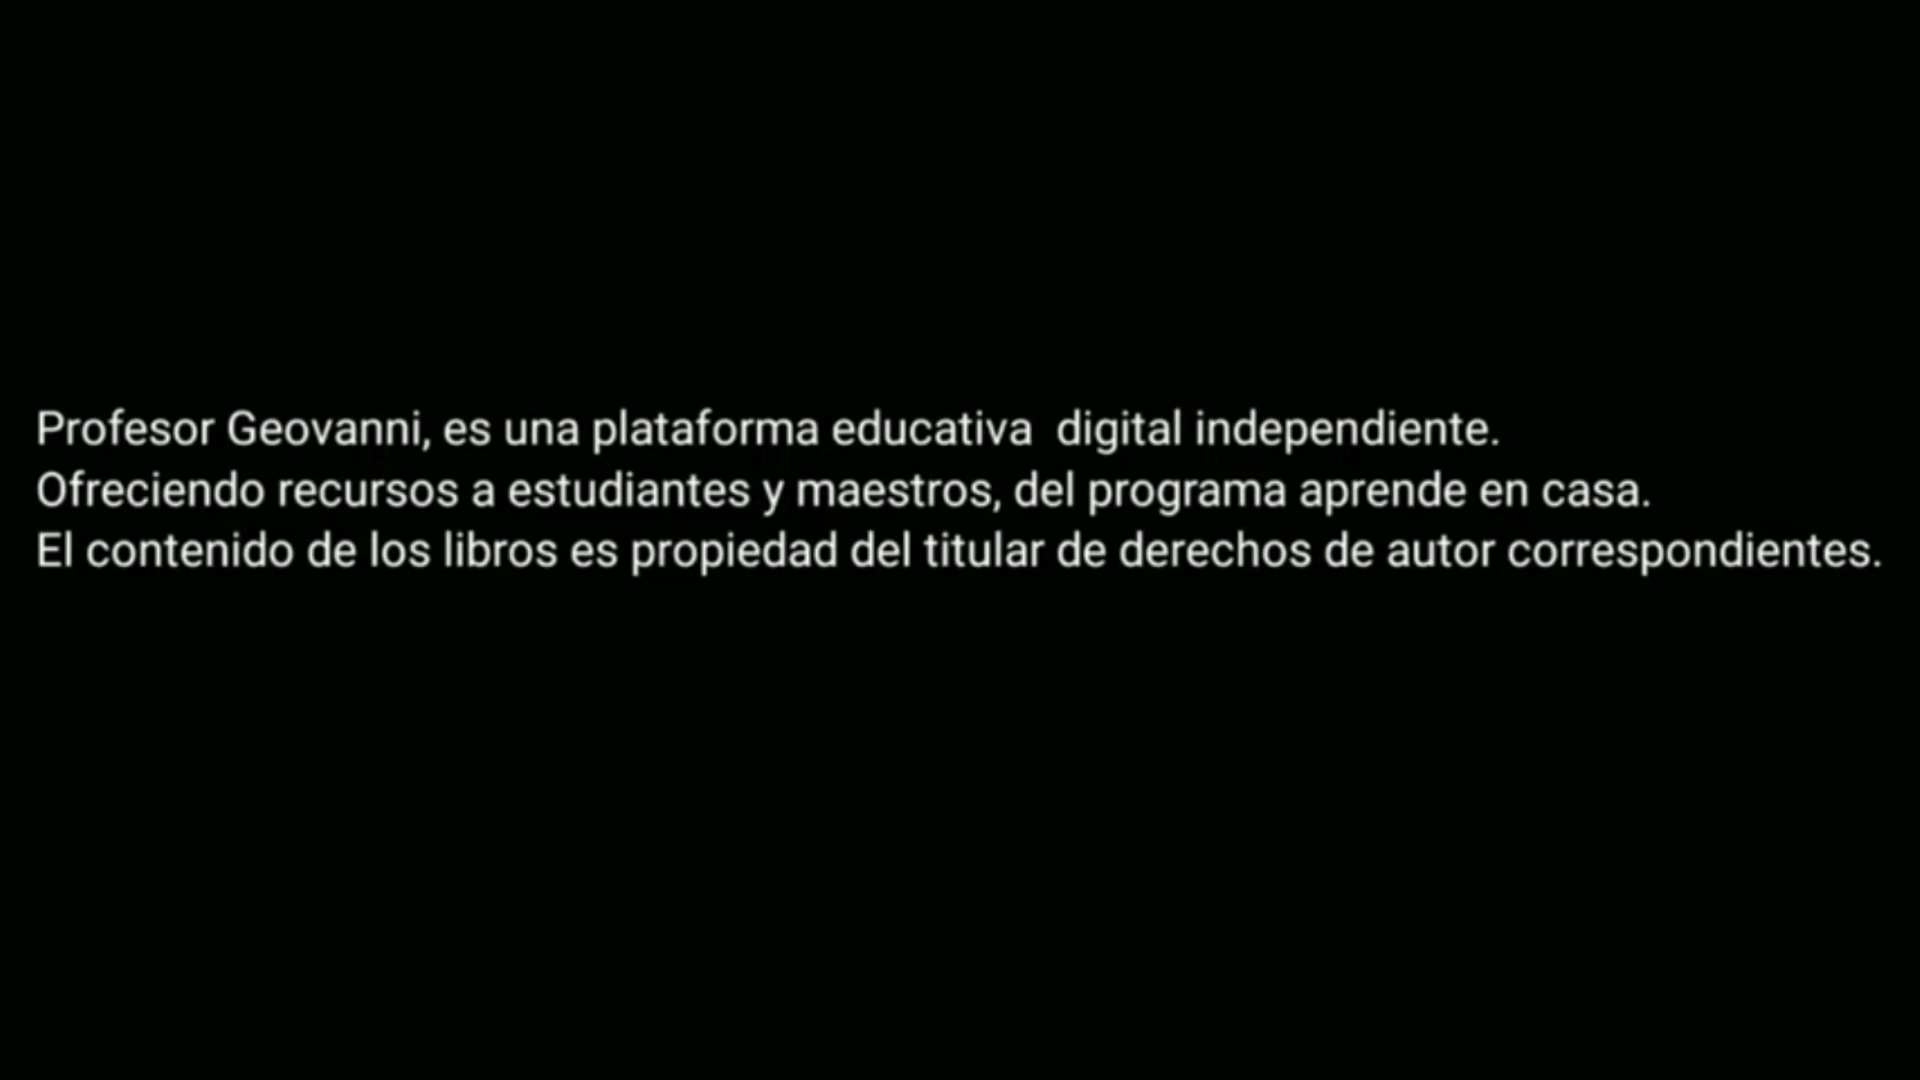 Profesor Geovanni, es una plataforma educativa  digital independiente.
Ofreciendo recursos a estudiantes y maestros, del programa aprende en casa.
El contenido de los libros es propiedad del titular de derechos de autor correspondientes.